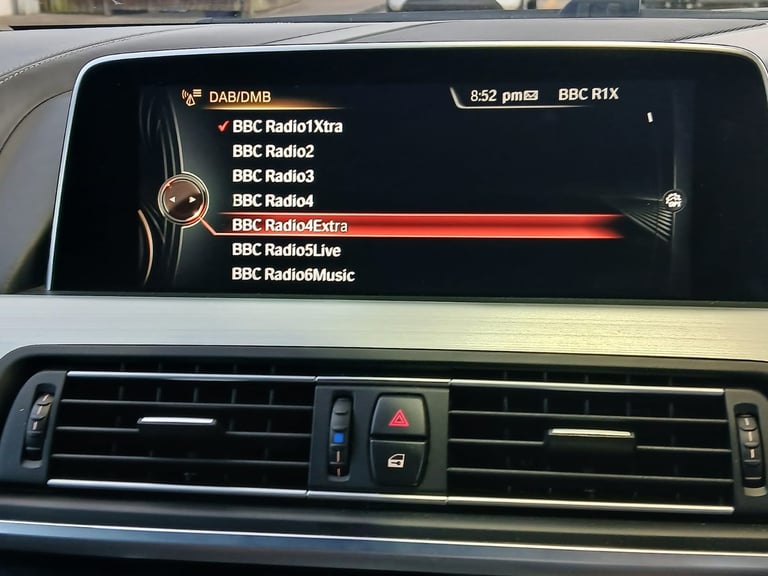 DAB/DMB 8:52 pm BBC R1X
BBC Radio1Xtra
BBC Radio2
BBC Radio3
BBC Radio4
BBC Radio4Extra
BBC Radio5Live
BBC Radio6Music